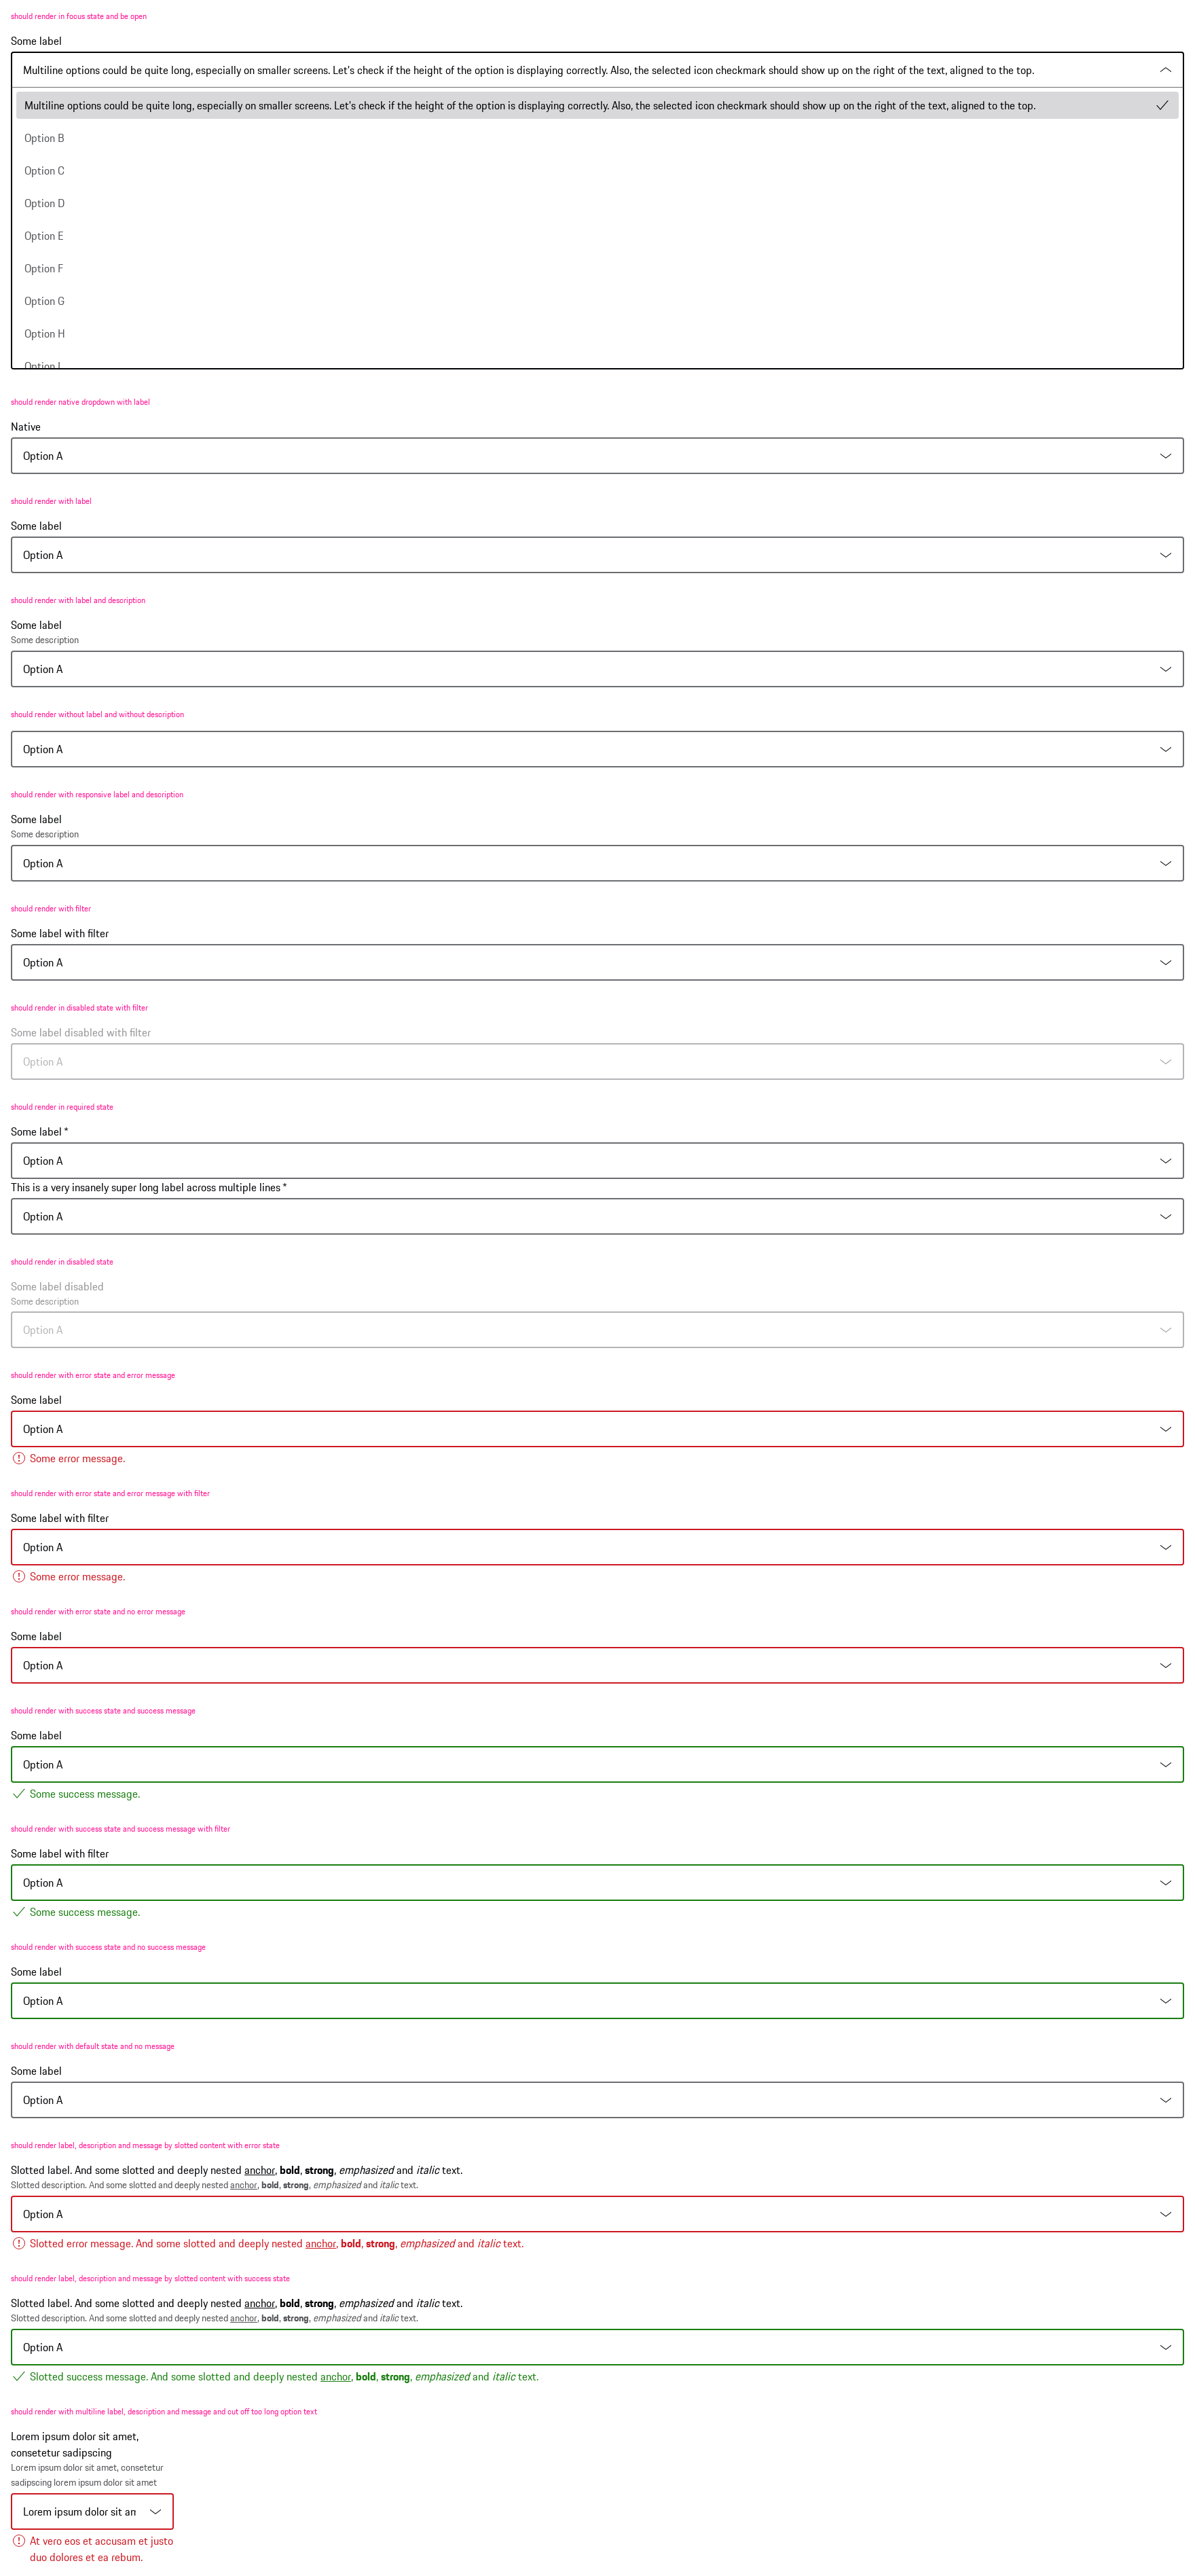 should render in focus state and be open
Some label
Multiline options could be quite long, especially on smaller screens. Let's check if the height of the option is displaying correctly. Also, the selected icon checkmark should show up on the right of the text, aligned to the top.
Multiline options could be quite long, especially on smaller screens. Let's check if the height of the option is displaying correctly. Also, the selected icon checkmark should show up on the right of the text, aligned to the top.
Option B
Option C
Option D
Option E
Option F
Option G
Option H
Option I
should render native dropdown with label
Native
Option A
should render with label
Some label
Option A
should render with label and description
Some label
Some description
Option A
should render without label and without description
Option A
should render with responsive label and description
Some label
Some description
Option A
should render with filter
Some label with filter
Option A
should render in disabled state with filter
Some label disabled with filter
Option A
should render in required state
Some label *
Option A
This is a very insanely super long label across multiple lines *
Option A
should render in disabled state
Some label disabled
Some description
Option A
should render with error state and error message
Some label
Option A
Some error message.
should render with error state and error message with filter
Some label with filter
Option A
Some error message.
should render with error state and no error message
Some label
Option A
should render with success state and success message
Some label
Option A
Some success message.
should render with success state and success message with filter
Some label with filter
Option A
Some success message.
should render with success state and no success message
Some label
Option A
should render with default state and no message
Some label
Option A
should render label, description and message by slotted content with error state
Slotted label. And some slotted and deeply nested anchor, bold, strong, emphasized and italic text.
Slotted description. And some slotted and deeply nested anchor, bold, strong, emphasized and italic text.
Option A
Slotted error message. And some slotted and deeply nested anchor, bold, strong, emphasized and italic text.
should render label, description and message by slotted content with success state
Slotted label. And some slotted and deeply nested anchor, bold, strong, emphasized and italic text.
Slotted description. And some slotted and deeply nested anchor, bold, strong, emphasized and italic text.
Option A
Slotted success message. And some slotted and deeply nested anchor, bold, strong, emphasized and italic text.
should render with multiline label, description and message and cut off too long option text
Lorem ipsum dolor sit amet,
consetetur sadipscing
Lorem ipsum dolor sit amet, consetetur
sadipscing lorem ipsum dolor sit amet
Lorem ipsum dolor sit am
At vero eos et accusam et justo
duo dolores et ea rebum.